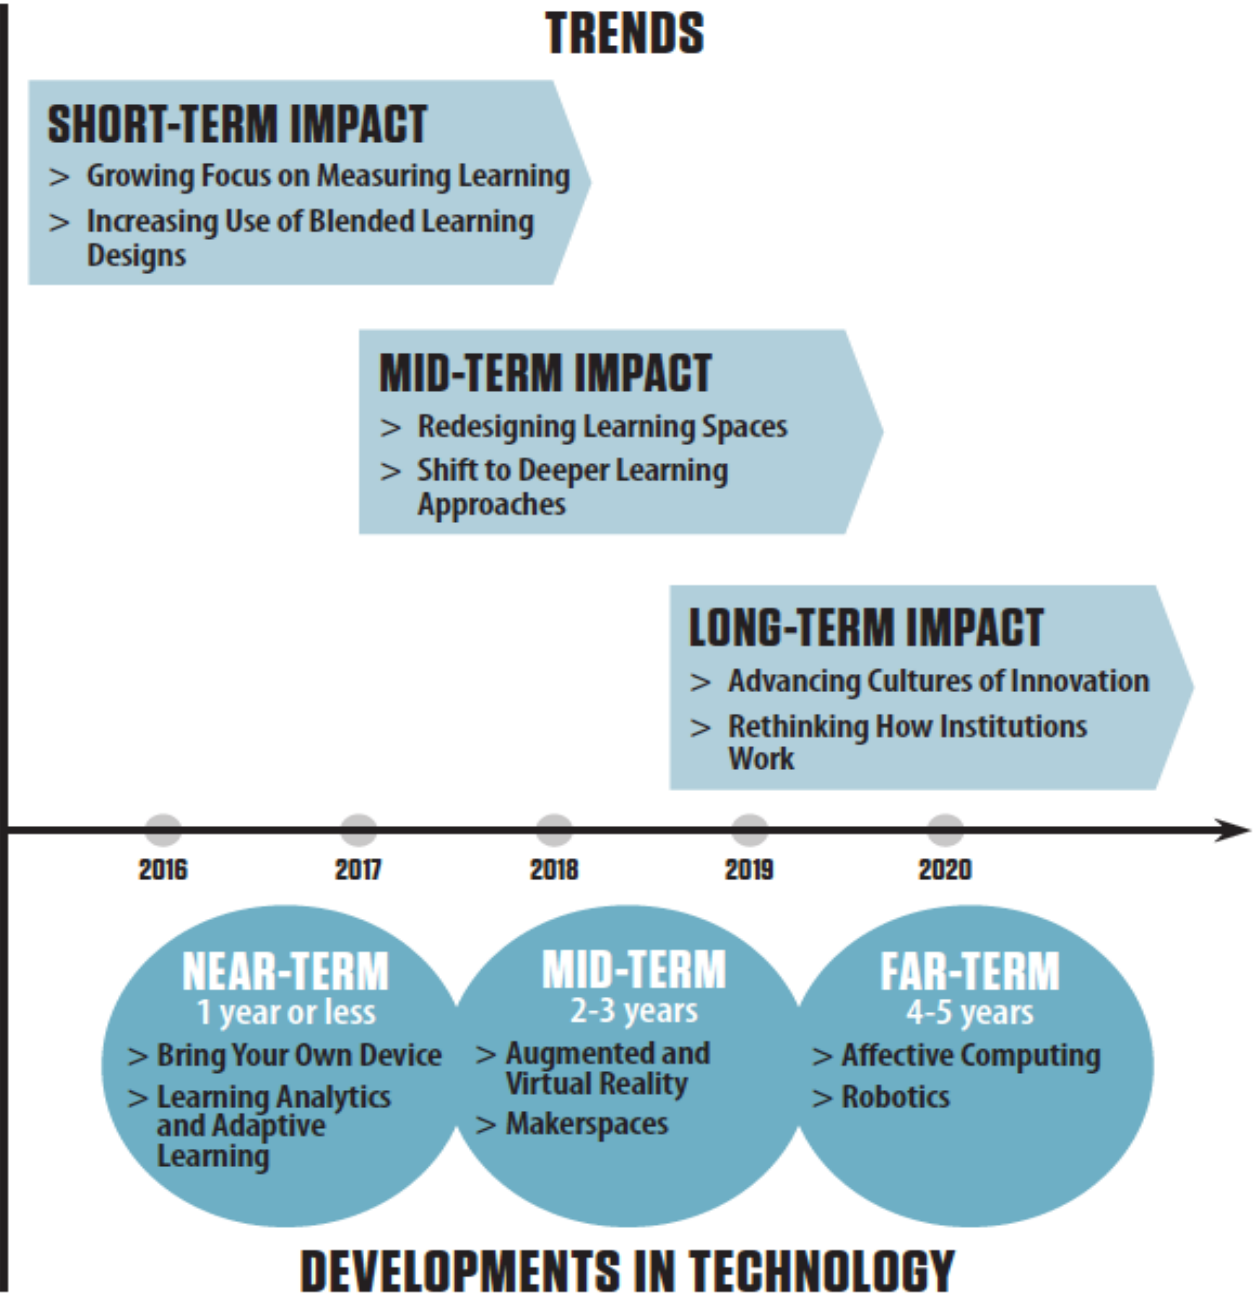 TRENDS
SHORT-TERM IMPACT
> Growing Focus on Measuring Learning
> Increasing Use of Blended Learning
Designs
MID-TERM IMPACT
> Redesigning Learning Spaces
> Shift to Deeper Learning
Approaches
LONG-TERM IMPACT
> Advancing Cultures of Innovation
> Rethinking How Institutions
Work
2016 2017 2018 2019 2020
NEAR-TERM
1 year or less
> Bring Your Own Device
> Learning Analytics
and Adaptive
Learning
MID-TERM
2-3 years
> Augmented and
Virtual Reality
> Makerspaces
FAR-TERM
4-5 years
> Affective Computing
> Robotics
DEVELOPMENTS IN TECHNOLOGY